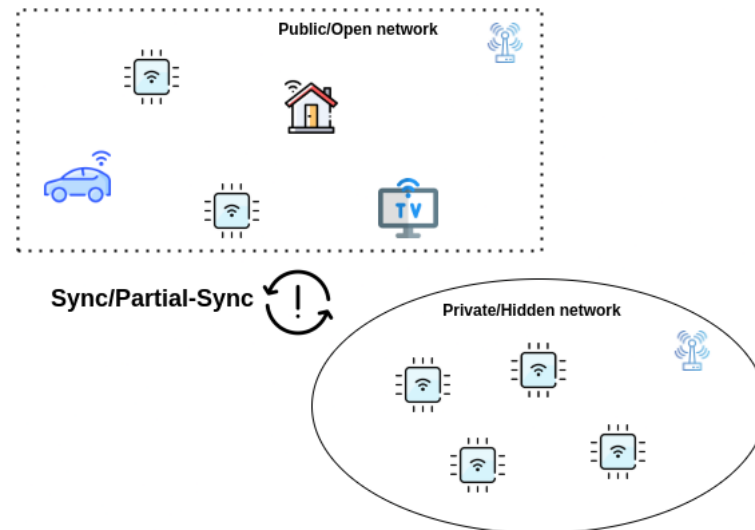 Public/Open network
TV
Sync/Partial-Sync
!
Private/Hidden network